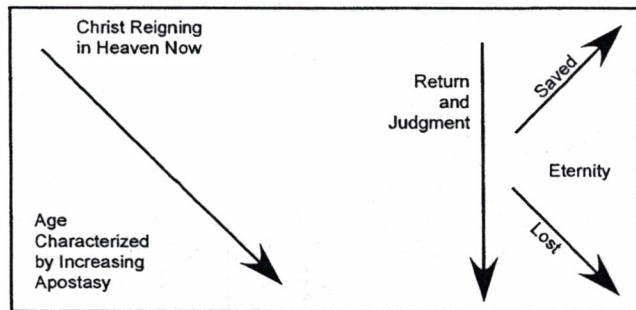 Christ Reigning
in Heaven Now
Return
and
Judgment
Saved
Eternity
Lost
Age
Characterized
by Increasing
Apostasy